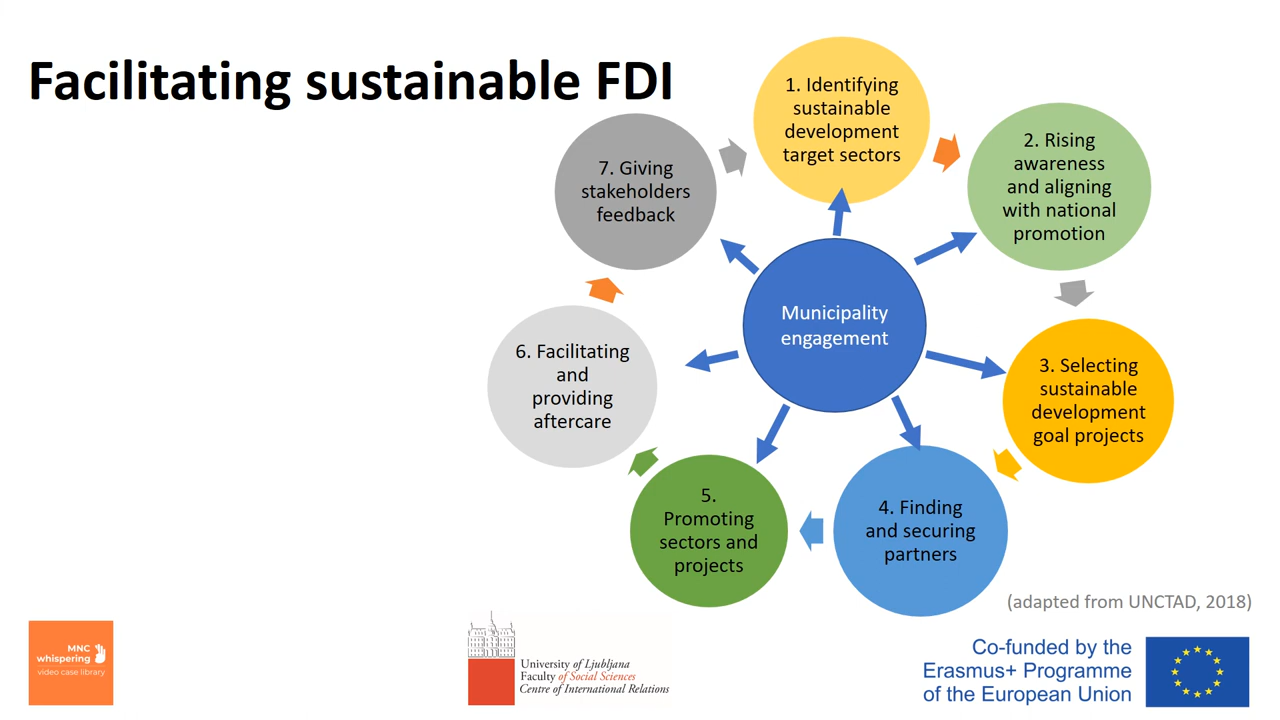 Facilitating sustainable FDI
1. Identifying
sustainable
development
target sectors
2. Rising
awareness
and aligning
with national
promotion
3. Selecting
sustainable
development
goal projects
4. Finding
and securing
partners
5.
Promoting
sectors and
projects
6. Facilitating
and
providing
aftercare
7. Giving
stakeholders
feedback
Municipality
engagement
(adapted from UNCTAD, 2018)
MNC
whispering
video case library
University of Ljubljana
Faculty of Social Sciences
Centre of International Relations
Co-funded by the
Erasmus+ Programme
of the European Union